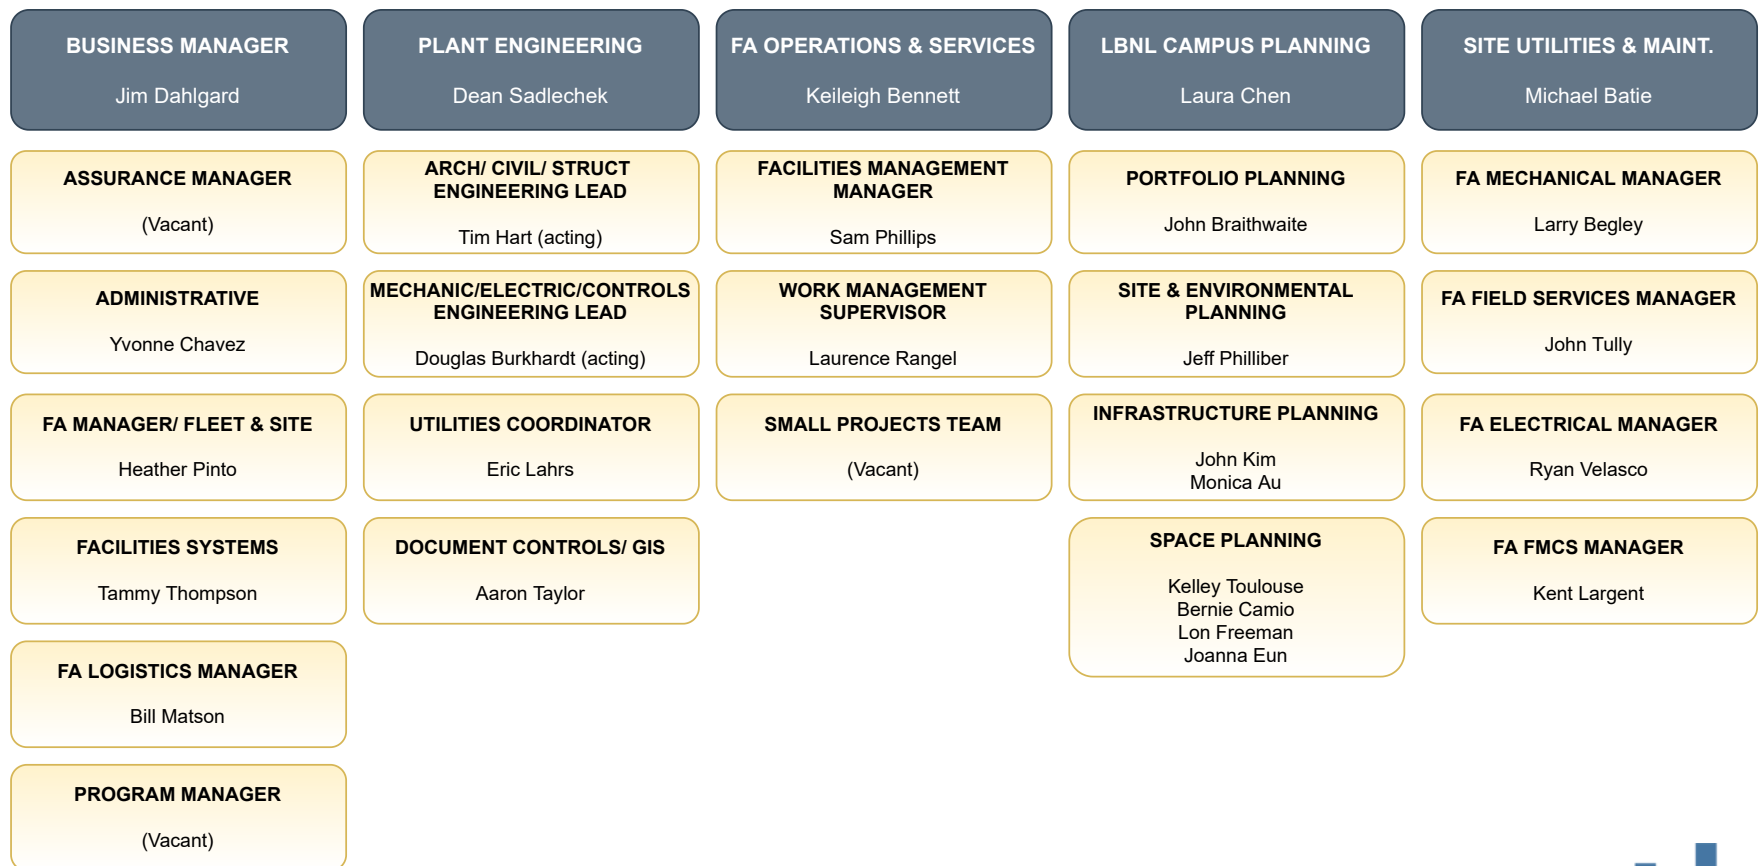 BUSINESS MANAGER
Jim Dahlgard
ASSURANCE MANAGER
(Vacant)
ADMINISTRATIVE
Yvonne Chavez
FA MANAGER/ FLEET & SITE
Heather Pinto
FACILITIES SYSTEMS
Tammy Thompson
FA LOGISTICS MANAGER
Bill Matson
PROGRAM MANAGER
(Vacant)
PLANT ENGINEERING
Dean Sadlechek
ARCH/ CIVIL/ STRUCT
ENGINEERING LEAD
Tim Hart (acting)
MECHANIC/ELECTRIC/CONTROLS
ENGINEERING LEAD
Douglas Burkhardt (acting)
UTILITIES COORDINATOR
Eric Lahrs
DOCUMENT CONTROLS/ GIS
Aaron Taylor
FA OPERATIONS & SERVICES
Keileigh Bennett
FACILITIES MANAGEMENT
MANAGER
Sam Phillips
WORK MANAGEMENT
SUPERVISOR
Laurence Rangel
SMALL PROJECTS TEAM
(Vacant)
LBNL CAMPUS PLANNING
Laura Chen
PORTFOLIO PLANNING
John Braithwaite
SITE & ENVIRONMENTAL
PLANNING
Jeff Philliber
INFRASTRUCTURE PLANNING
John Kim
Monica Au
SPACE PLANNING
Kelley Toulouse
Bernie Camio
Lon Freeman
Joanna Eun
SITE UTILITIES & MAINT.
Michael Batie
FA MECHANICAL MANAGER
Larry Begley
FA FIELD SERVICES MANAGER
John Tully
FA ELECTRICAL MANAGER
Ryan Velasco
FA FMCS MANAGER
Kent Largent